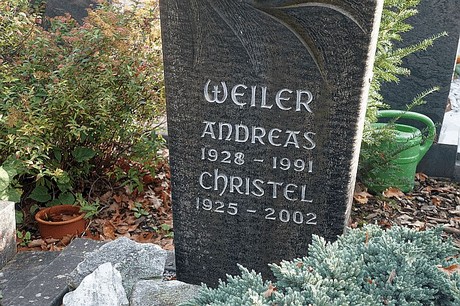 WEILER
ANDREAS
1928 - 1991
CHRISTEL
1925 - 2002